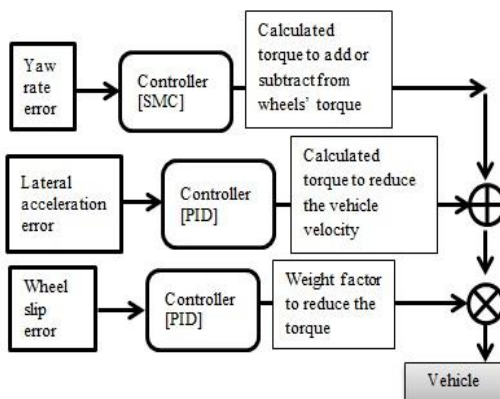 Yaw
rate
error
Controller
[SMC]
Calculated
torque to add or
subtract from
wheels' torque
Lateral
acceleration
error
Controller
[PID]
Calculated
torque to reduce
the vehicle
velocity
Wheel
slip
error
Controller
[PID]
Weight factor
to reduce the
torque
Vehicle